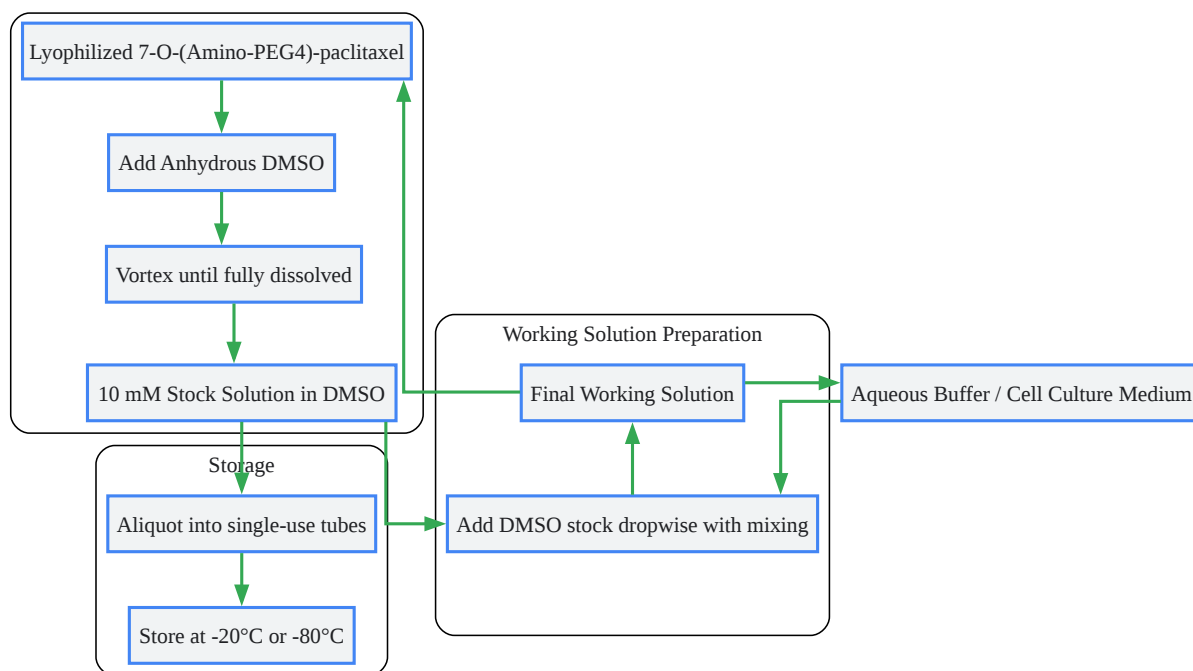 Lyophilized 7-O-(Amino-PEG4)-paclitaxel
Add Anhydrous DMSO
Vortex until fully dissolved
10 mM Stock Solution in DMSO
Storage
Aliquot into single-use tubes
Store at -20°C or -80°C
Working Solution Preparation
Final Working Solution
Add DMSO stock dropwise with mixing
Aqueous Buffer / Cell Culture Medium